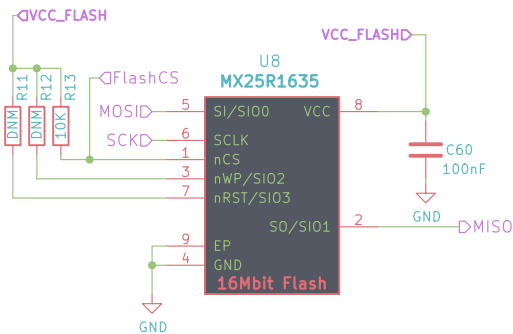 VCC_FLASH
VCC_FLASH
U8
MX25R1635
R11
R12
R13
FlashCS
DNM
DNM
10K
MOSI
5
SI/SIO0
VCC
8
SCK
6
SCLK
1
nCS
C60
100nF
3
nWP/SIO2
7
nRST/SIO3
GND
SO/SIO1
2
MISO
9
EP
4
GND
16Mbit Flash
GND